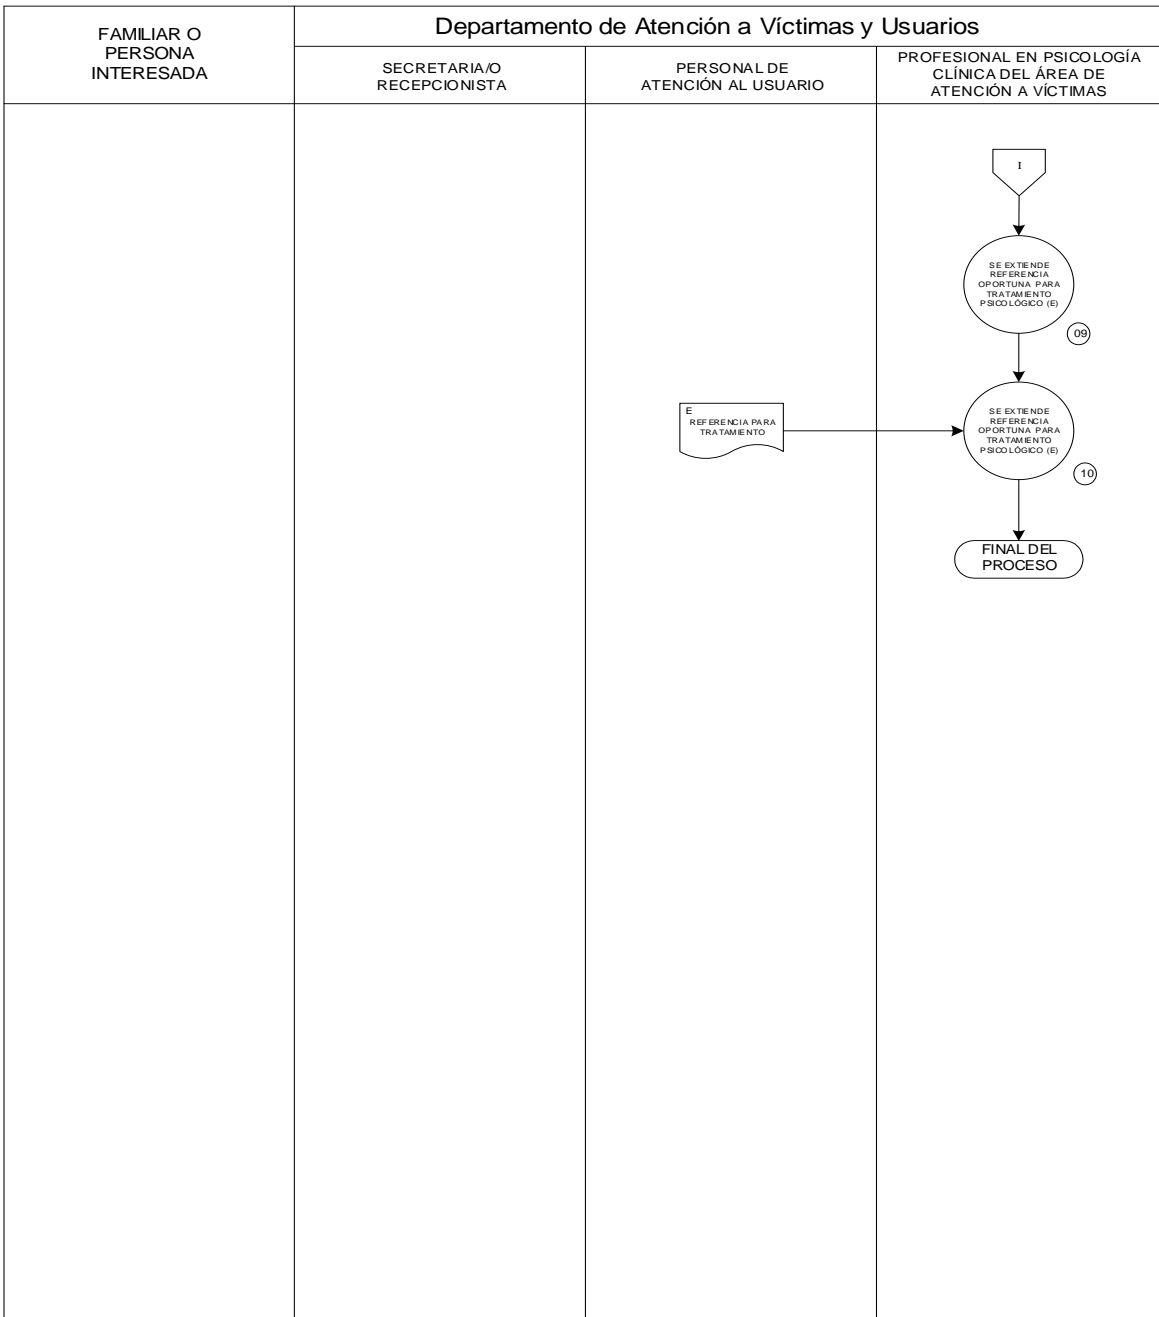 FAMILIAR O
PERSONA
INTERESADA
Departamento de Atención a Víctimas y Usuarios
SECRETARIA/O
RECEPCIONISTA
PERSONAL DE
ATENCIÓN AL USUARIO
PROFESIONAL EN PSICOLOGÍA
CLÍNICA DEL ÁREA DE
ATENCIÓN A VÍCTIMAS
I
SE EXTIENDE
REFERENCIA
OPORTUNA PARA
TRATAMIENTO
PSICOLÓGICO (E)
09
E
REFERENCIA PARA
TRATAMIENTO
SE EXTIENDE
REFERENCIA
OPORTUNA PARA
TRATAMIENTO
PSICOLÓGICO (E)
10
FINAL DEL
PROCESO